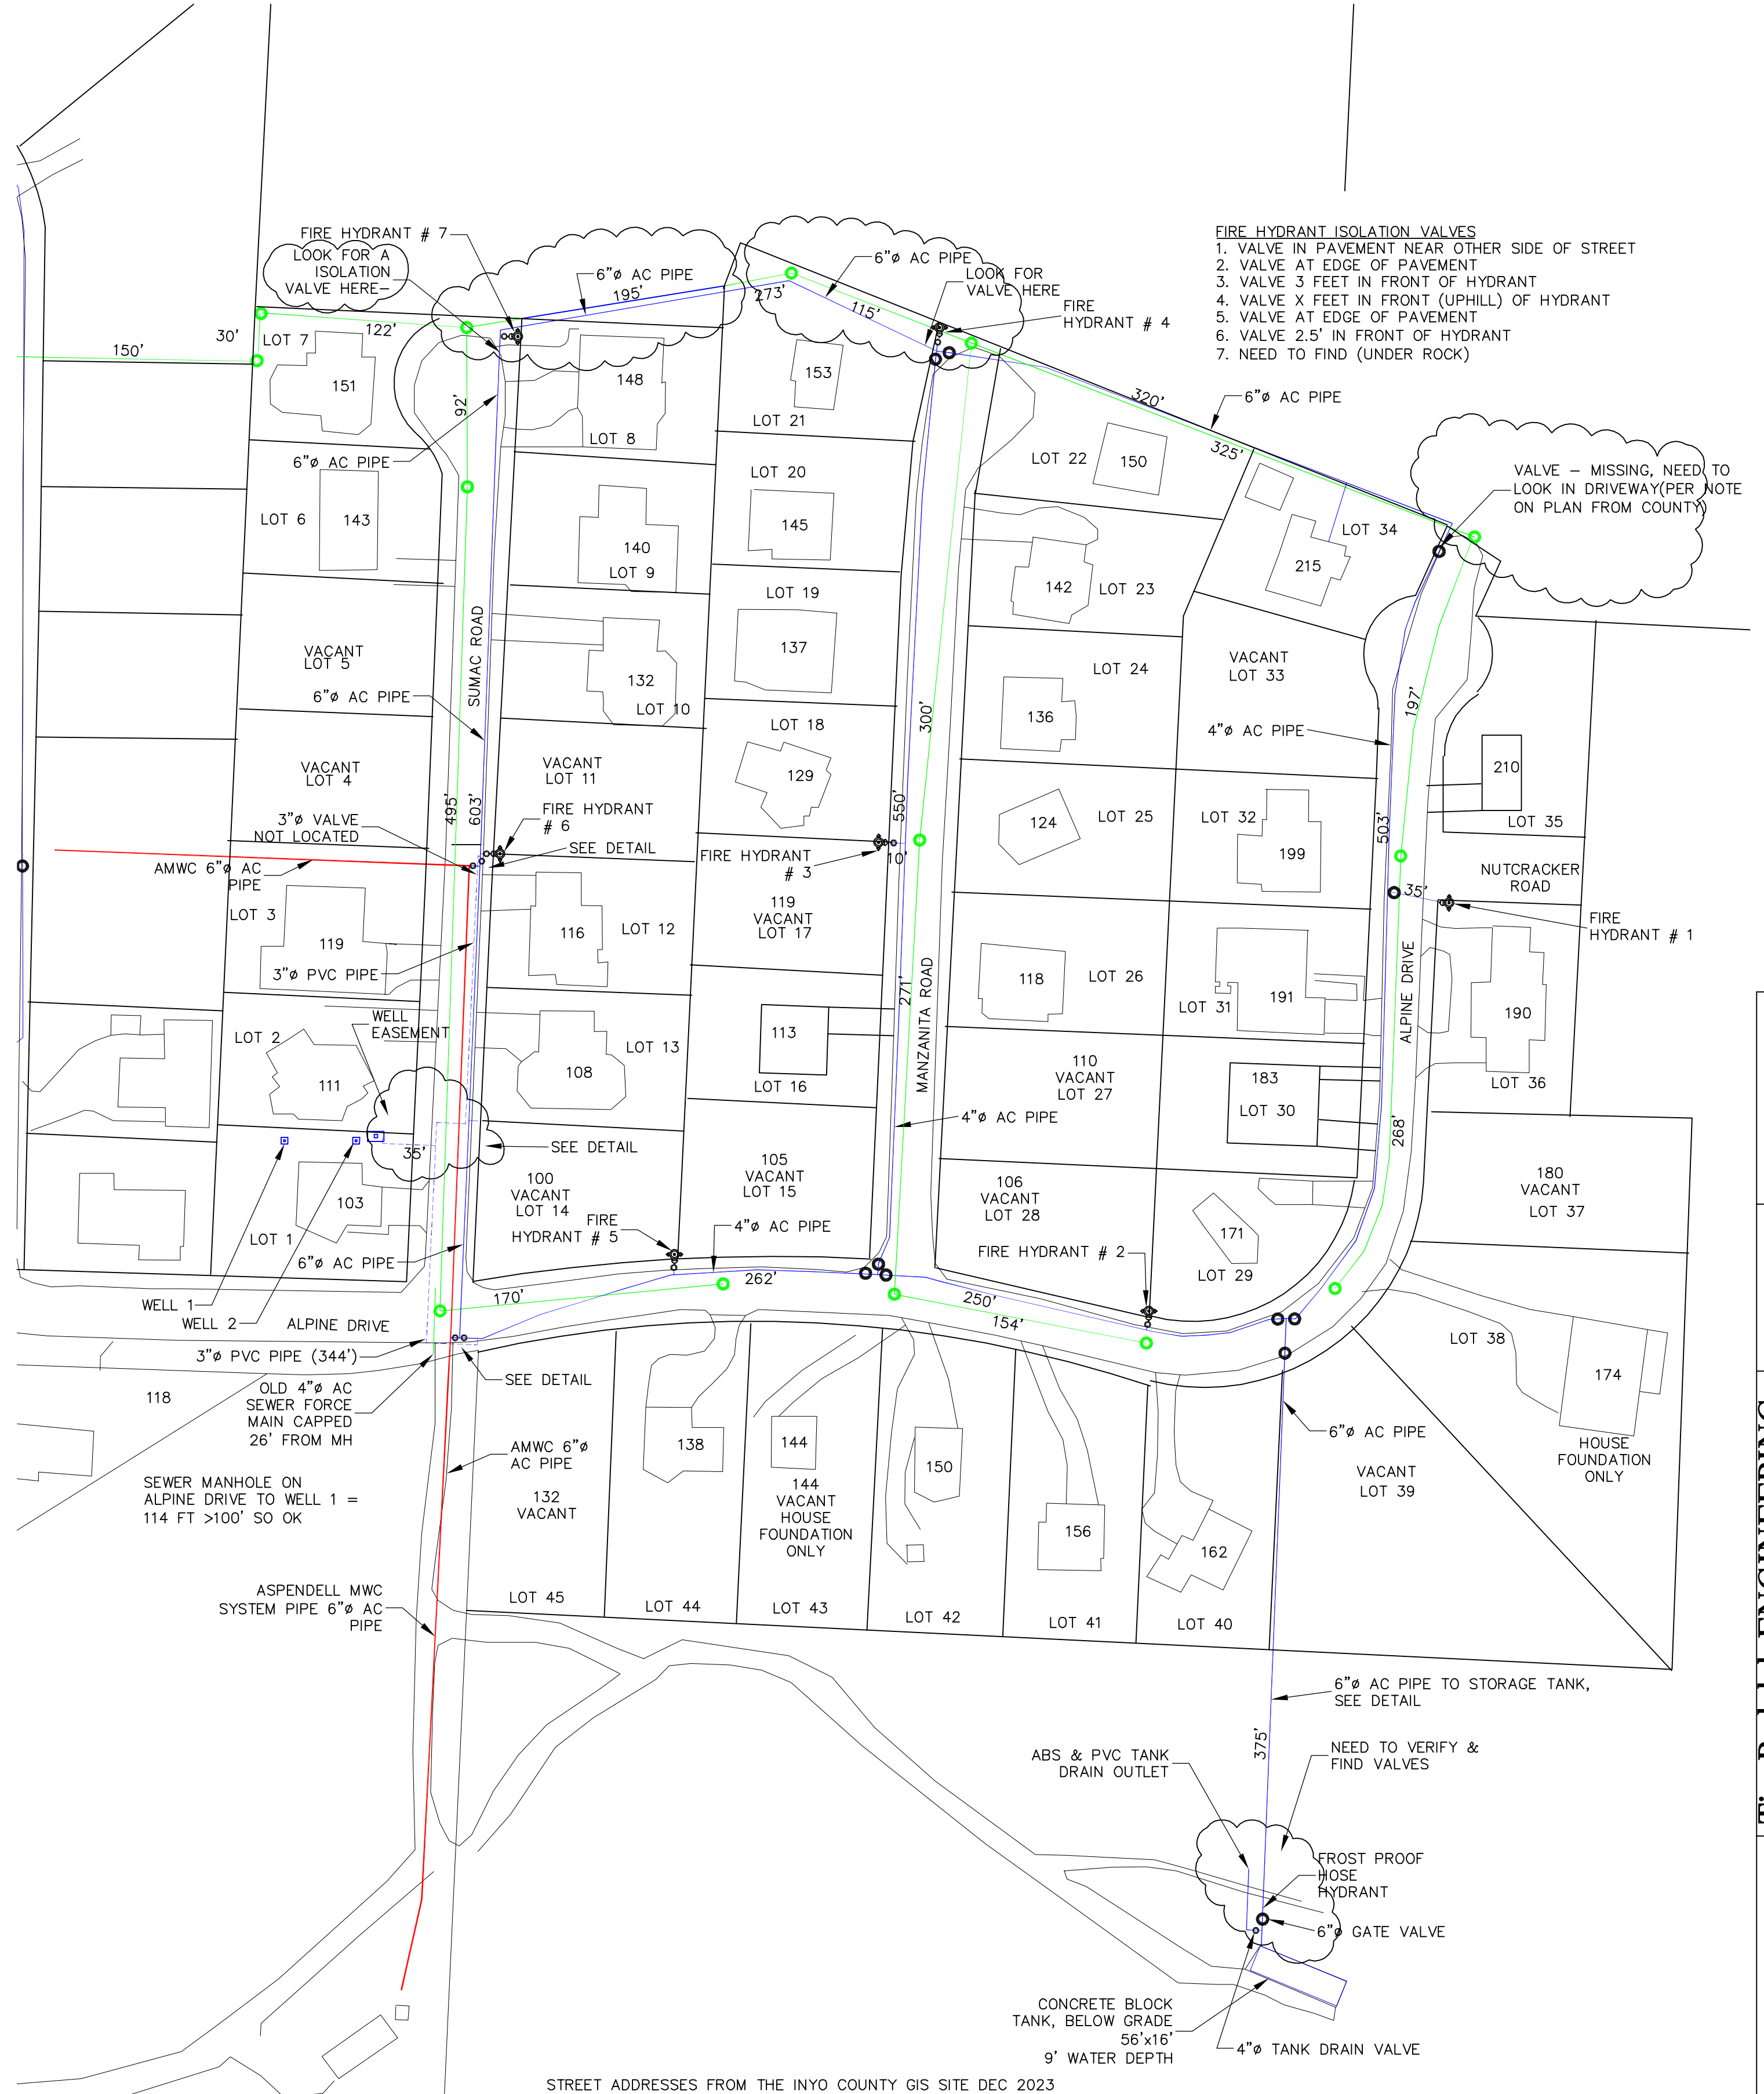 FIRE HYDRANT # 7
LOOK FOR A
ISOLATION
VALVE HERE–
6"ø AC PIPE
195'
273'
6"ø AC PIPE
115'
LOOK FOR
VALVE HERE
FIRE
HYDRANT # 4
FIRE HYDRANT ISOLATION VALVES
1. VALVE IN PAVEMENT NEAR OTHER SIDE OF STREET
2. VALVE AT EDGE OF PAVEMENT
3. VALVE 3 FEET IN FRONT OF HYDRANT
4. VALVE X FEET IN FRONT (UPHILL) OF HYDRANT
5. VALVE AT EDGE OF PAVEMENT
6. VALVE 2.5' IN FRONT OF HYDRANT
7. NEED TO FIND (UNDER ROCK)
150'
30'
LOT 7
122'
151
92'
148
LOT 8
153
LOT 21
320'
6"ø AC PIPE
325'
6"ø AC PIPE
LOT 6
143
140
LOT 9
LOT 20
145
LOT 22
150
VALVE – MISSING, NEED TO
LOOK IN DRIVEWAY(PER NOTE
ON PLAN FROM COUNTY)
LOT 34
215
LOT 19
137
142
LOT 23
VACANT
LOT 5
SUMAC ROAD
6"ø AC PIPE
132
LOT 10
LOT 24
136
VACANT
LOT 33
197'
4"ø AC PIPE
LOT 18
129
300'
VACANT
LOT 4
VACANT
LOT 11
210
LOT 35
495'
603'
3"ø VALVE
NOT LOCATED
FIRE HYDRANT
# 6
SEE DETAIL
550'
FIRE HYDRANT
# 3
10'
124
LOT 25
LOT 32
199
503'
AMWC 6"ø AC
PIPE
NUTCRACKER
ROAD
35'
FIRE
HYDRANT # 1
LOT 3
119
3"ø PVC PIPE
116
LOT 12
119
VACANT
LOT 17
271'
MANZANITA ROAD
118
LOT 26
LOT 31
191
ALPINE DRIVE
190
LOT 36
WELL
EASEMENT
LOT 2
111
108
LOT 13
113
LOT 16
110
VACANT
LOT 27
183
LOT 30
268'
4"ø AC PIPE
35'
SEE DETAIL
103
LOT 1
100
VACANT
LOT 14
105
VACANT
LOT 15
106
VACANT
LOT 28
171
LOT 29
180
VACANT
LOT 37
FIRE
HYDRANT # 5
4"ø AC PIPE
6"ø AC PIPE
FIRE HYDRANT # 2
262'
170'
250'
154'
WELL 1
WELL 2
ALPINE DRIVE
3"ø PVC PIPE (344')
LOT 38
174
HOUSE
FOUNDATION
ONLY
118
OLD 4"ø AC
SEWER FORCE
MAIN CAPPED
26' FROM MH
SEE DETAIL
SEWER MANHOLE ON
ALPINE DRIVE TO WELL 1 =
114 FT >100' SO OK
AMWC 6"ø
AC PIPE
132
VACANT
LOT 45
138
LOT 44
144
144
VACANT
HOUSE
FOUNDATION
ONLY
LOT 43
150
LOT 42
156
LOT 41
162
LOT 40
6"ø AC PIPE
VACANT
LOT 39
ASPENDELL MWC
SYSTEM PIPE 6"ø AC
PIPE
6"ø AC PIPE TO STORAGE TANK,
SEE DETAIL
375'
ABS & PVC TANK
DRAIN OUTLET
NEED TO VERIFY &
FIND VALVES
FROST PROOF
HOSE
HYDRANT
6"ø GATE VALVE
CONCRETE BLOCK
TANK, BELOW GRADE
56'x16'
9' WATER DEPTH
4"ø TANK DRAIN VALVE
STREET ADDRESSES FROM THE INYO COUNTY GIS SITE DEC 2023